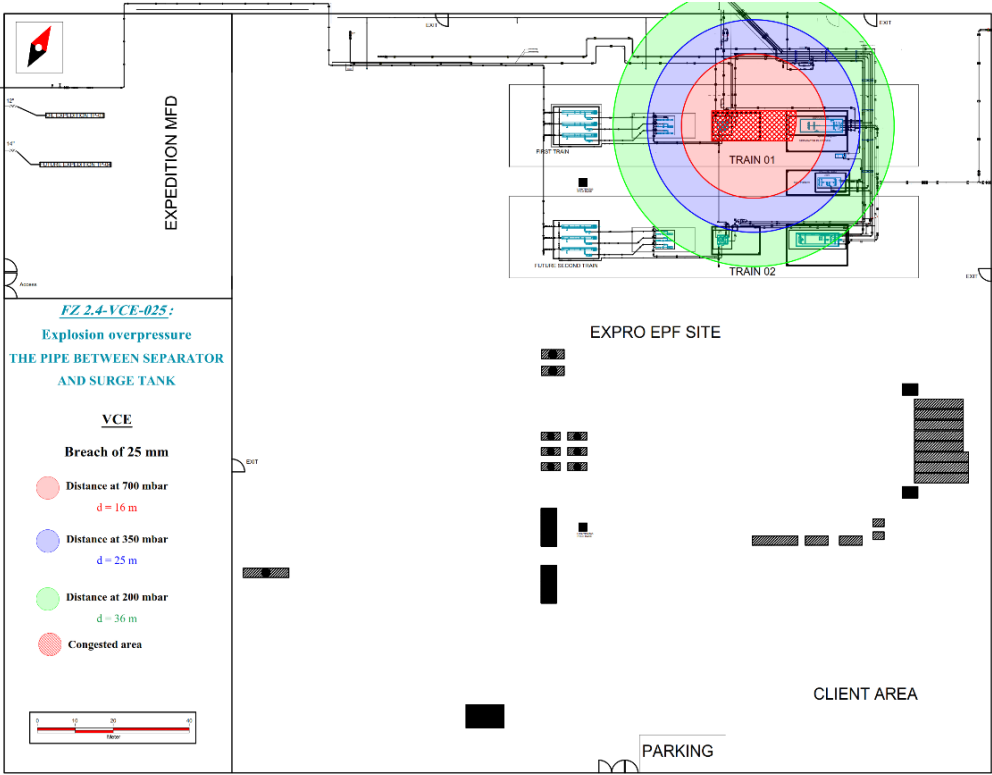 EXIT
EXIT
12"
14"
EXPEDITION MFD
FIRST TRAIN
TRAIN 01
FUTURE SECOND TRAIN
TRAIN 02
EXIT
Access
FZ 2.4-VCE-025 :
Explosion overpressure
THE PIPE BETWEEN SEPARATOR
AND SURGE TANK
VCE
Breach of 25 mm
Distance at 700 mbar
d = 16 m
Distance at 350 mbar
d = 25 m
Distance at 200 mbar
d = 36 m
Congested area
0 10 20 40
Meter
EXPRO EPF SITE
EXIT
CLIENT AREA
PARKING